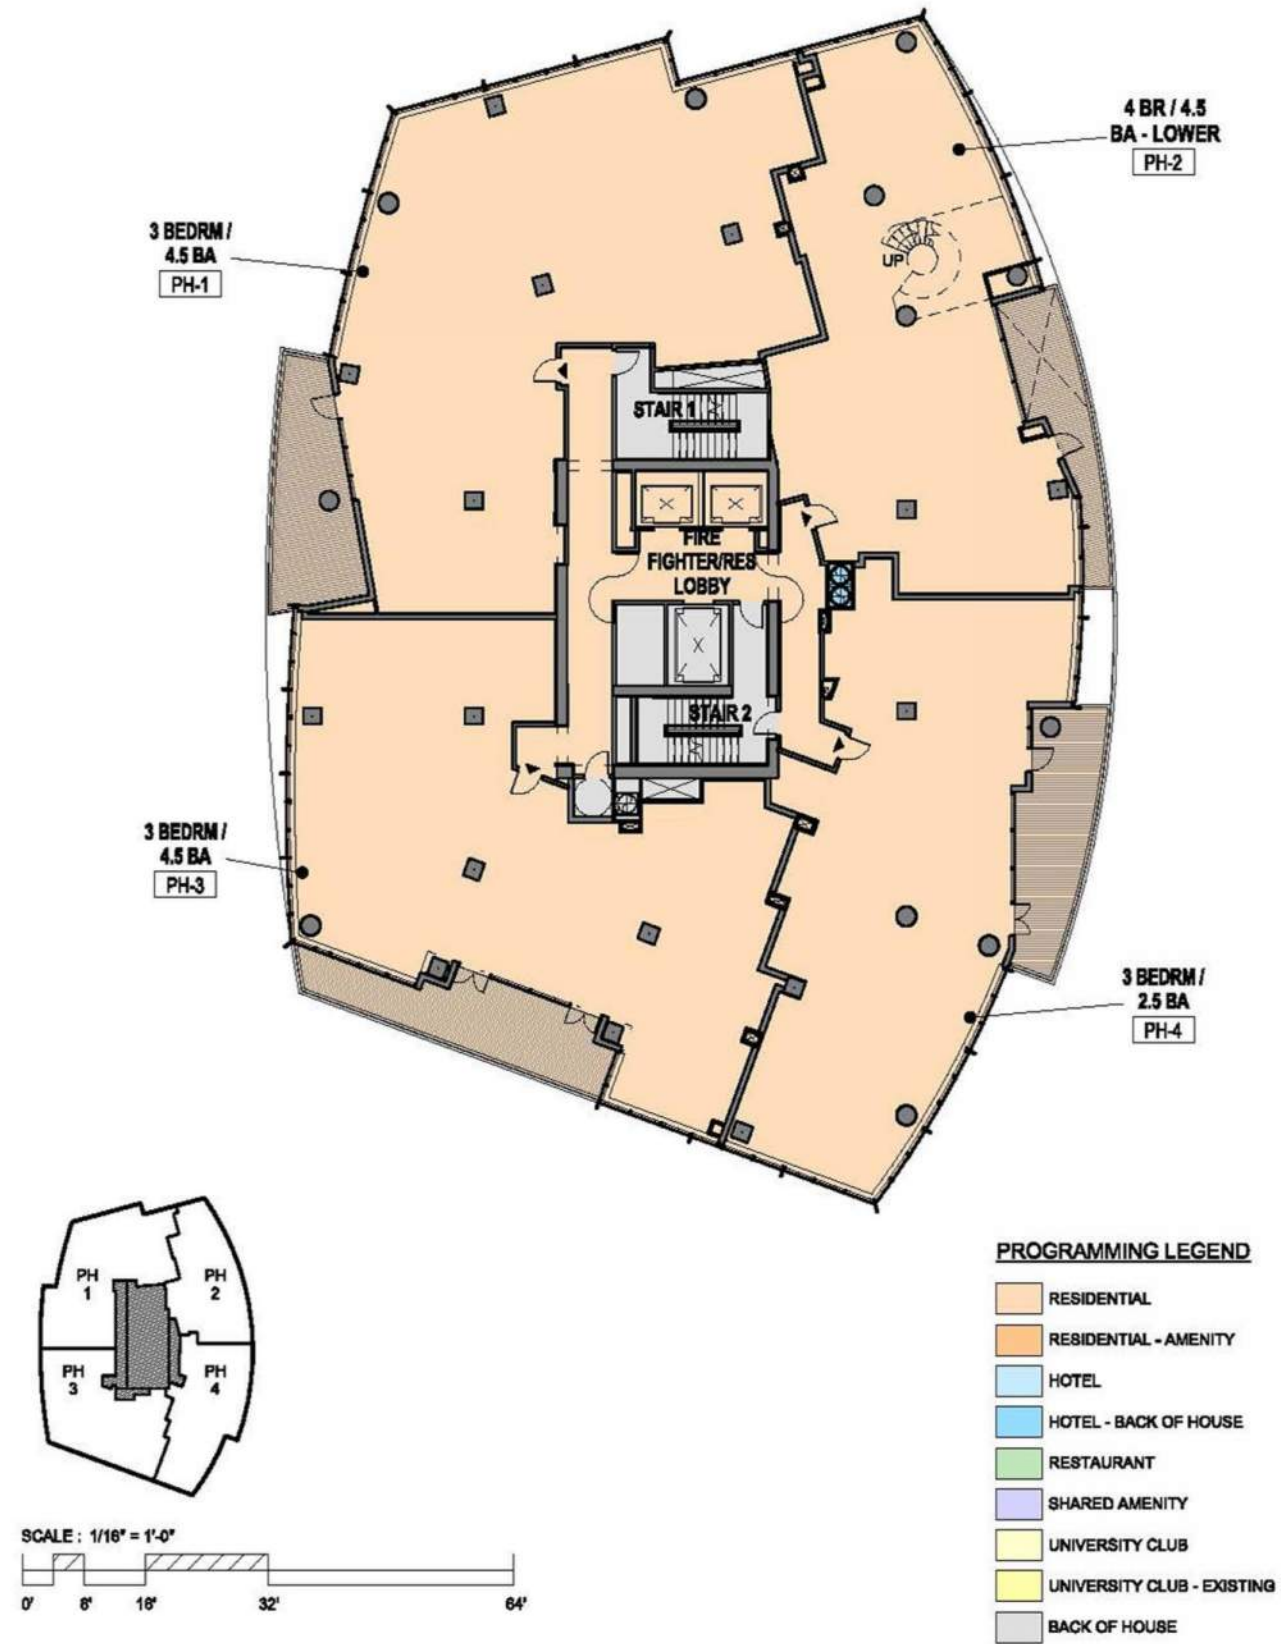 4 BR / 4.5
BA - LOWER
PH-2
3 BEDRM /
4.5 BA
PH-1
UP
STAIR 1
FIRE
FIGHTER/RES
LOBBY
STAIR 2
3 BEDRM /
4.5 BA
PH-3
3 BEDRM /
2.5 BA
PH-4
PH
1
PH
2
PH
3
PH
4
SCALE : 1/16" = 1'-0"
0' 8' 16' 32' 64'
PROGRAMMING LEGEND
RESIDENTIAL
RESIDENTIAL - AMENITY
HOTEL
HOTEL - BACK OF HOUSE
RESTAURANT
SHARED AMENITY
UNIVERSITY CLUB
UNIVERSITY CLUB - EXISTING
BACK OF HOUSE